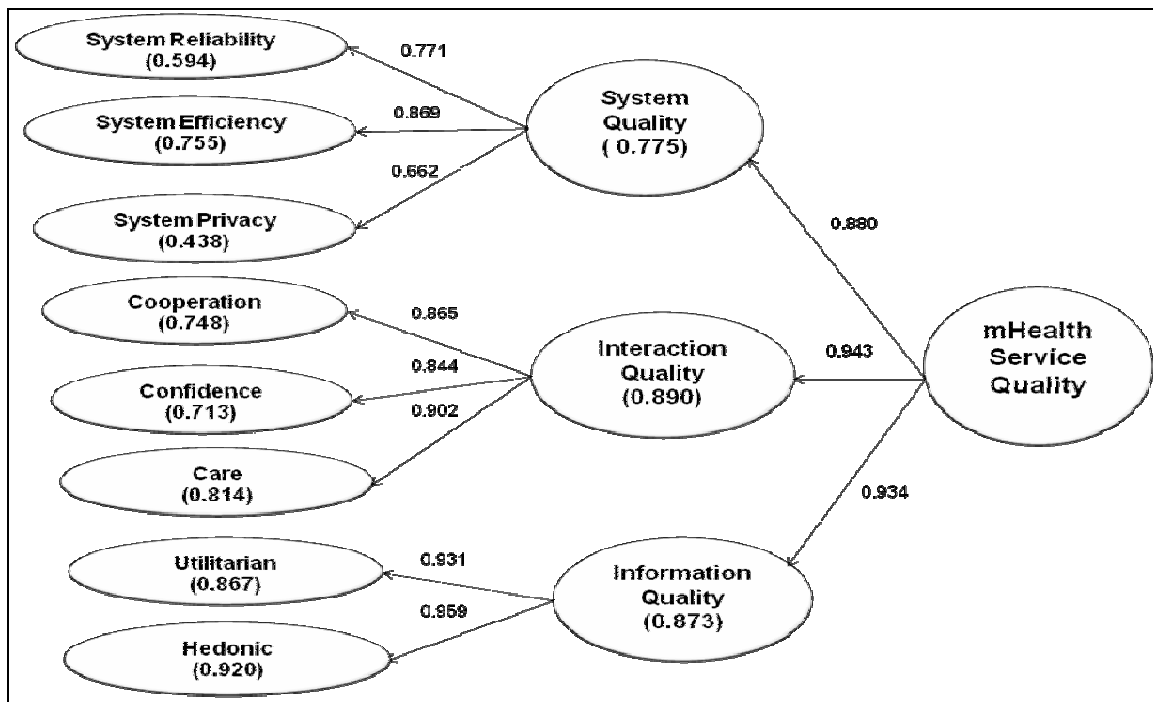 System Reliability
(0.594)
0.771
System Efficiency
(0.755)
0.869
System Privacy
(0.438)
0.662
System
Quality
( 0.775)
0.880
Cooperation
(0.748)
0.865
Confidence
(0.713)
0.844
Care
(0.814)
0.902
Interaction
Quality
(0.890)
0.943
mHealth
Service
Quality
0.934
Utilitarian
(0.867)
0.931
Hedonic
(0.920)
0.959
Information
Quality
(0.873)